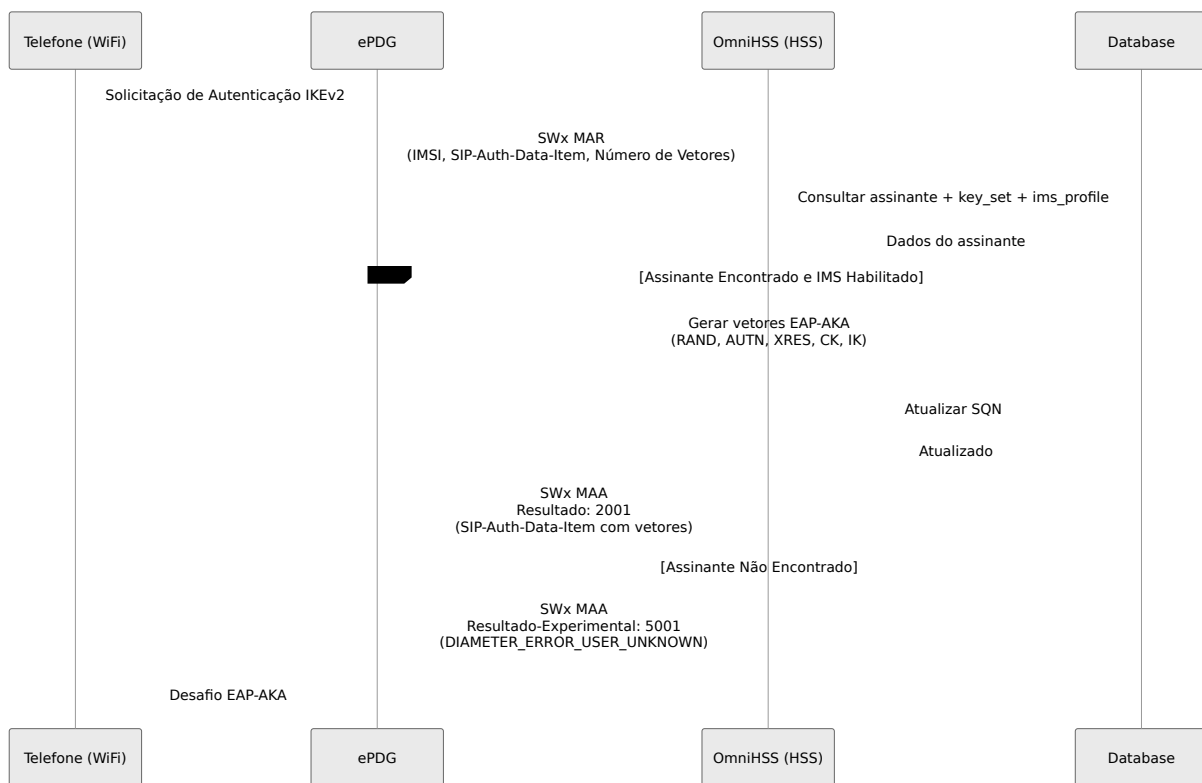 Telefone (WiFi)
ePDG
OmniHSS (HSS)
Database
Solicitação de Autenticação IKEv2
SWx MAR
(IMSI, SIP-Auth-Data-Item, Número de Vetores)
Consultar assinante + key_set + ims_profile
Dados do assinante
[Assinante Encontrado e IMS Habilitado]
Gerar vetores EAP-AKA
(RAND, AUTN, XRES, CK, IK)
Atualizar SQN
Atualizado
SWx MAA
Resultado: 2001
(SIP-Auth-Data-Item com vetores)
[Assinante Não Encontrado]
SWx MAA
Resultado-Experimental: 5001
(DIAMETER_ERROR_USER_UNKNOWN)
Desafio EAP-AKA
Telefone (WiFi)
ePDG
OmniHSS (HSS)
Database